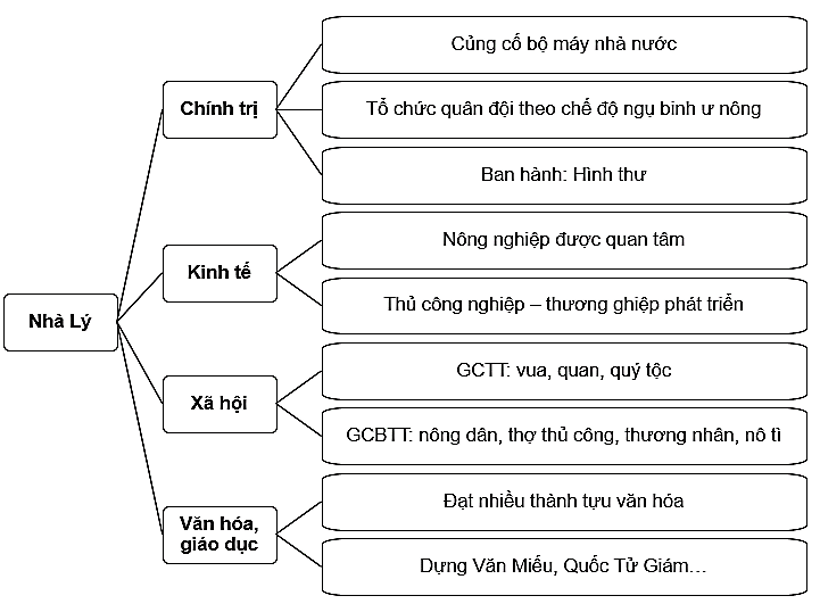 Nhà Lý
Chính trị
Củng cố bộ máy nhà nước
Tổ chức quân đội theo chế độ ngụ binh ư nông
Ban hành: Hình thư
Kinh tế
Nông nghiệp được quan tâm
Thủ công nghiệp – thương ghiệp phát triển
Xã hội
GCTT: vua, quan, quý tộc
GCBTT: nông dân, thợ thủ công, thương nhân, nô tì
Văn hóa,
giáo dục
Đạt nhiều thành tựu văn hóa
Dựng Văn Miếu, Quốc Tử Giám...